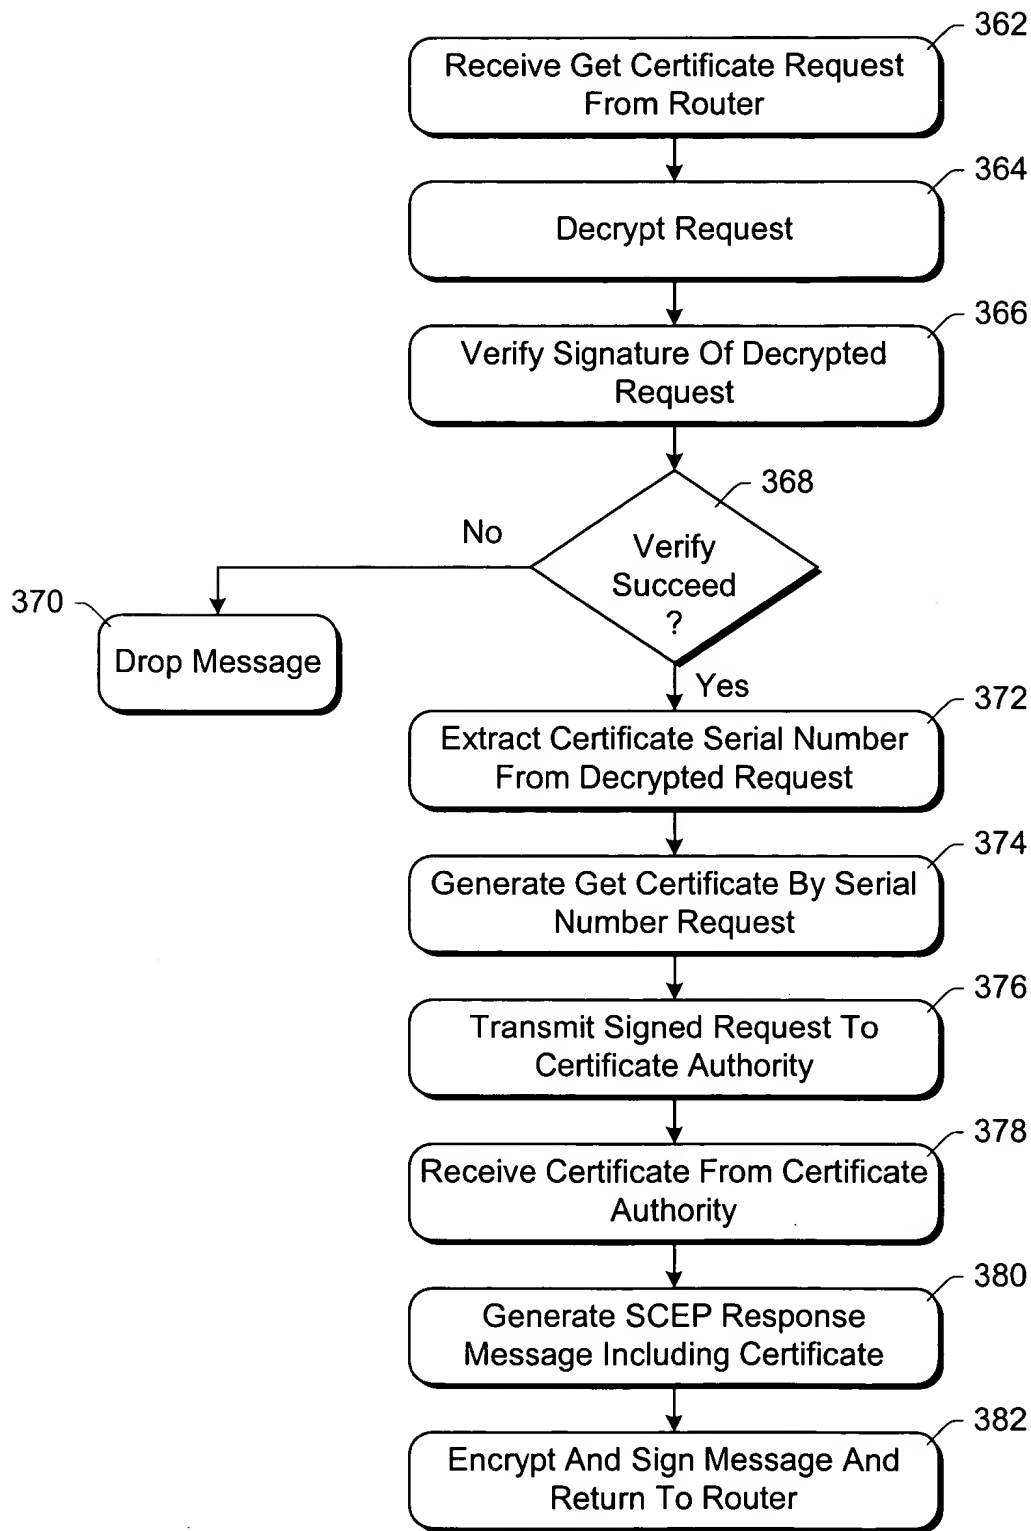 362
Receive Get Certificate Request
From Router
364
Decrypt Request
366
Verify Signature Of Decrypted
Request
368
Verify
Succeed
?
No
370
Drop Message
Yes
372
Extract Certificate Serial Number
From Decrypted Request
374
Generate Get Certificate By Serial
Number Request
376
Transmit Signed Request To
Certificate Authority
378
Receive Certificate From Certificate
Authority
380
Generate SCEP Response
Message Including Certificate
382
Encrypt And Sign Message And
Return To Router